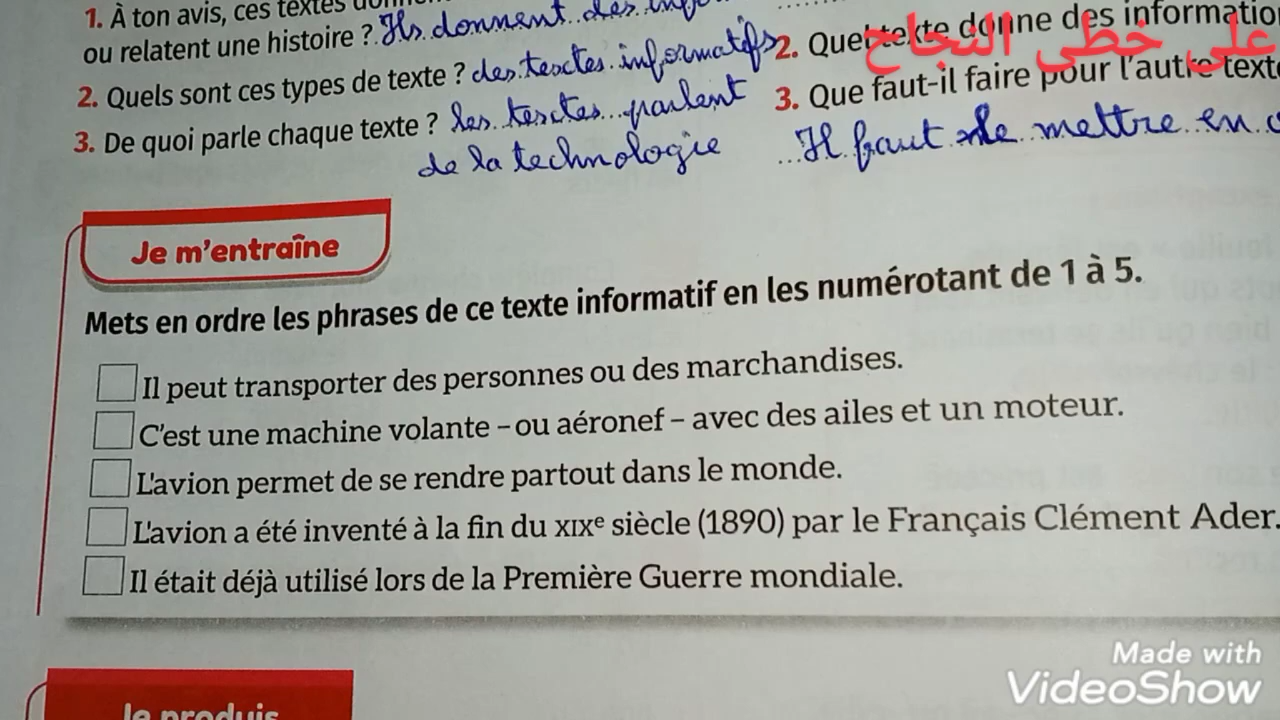 1. À ton avis, ces textes
ou relatent une histoire ? Ils donnent des
2. Quels sont ces types de texte ? des textes informatifs
3. De quoi parle chaque texte ? les textes parlent
de la technologie
2. Quel texte donne des
3. Que faut-il faire pour l'autre
Il faut le mettre en
على خطى النجاح
Je m'entraîne
Mets en ordre les phrases de ce texte informatif en les numérotant de 1 à 5.
Il peut transporter des personnes ou des marchandises.
C'est une machine volante – ou aéronef – avec des ailes et un moteur.
L'avion permet de se rendre partout dans le monde.
L'avion a été inventé à la fin du XIXᵉ siècle (1890) par le Français Clément Ader.
Il était déjà utilisé lors de la Première Guerre mondiale.
Je produis
Made with
VideoShow